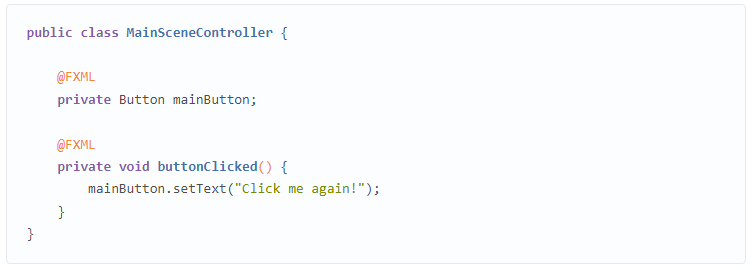 public class MainSceneController {
@FXML
private Button mainButton;
@FXML
private void buttonClicked() {
mainButton.setText("Click me again!");
}
}